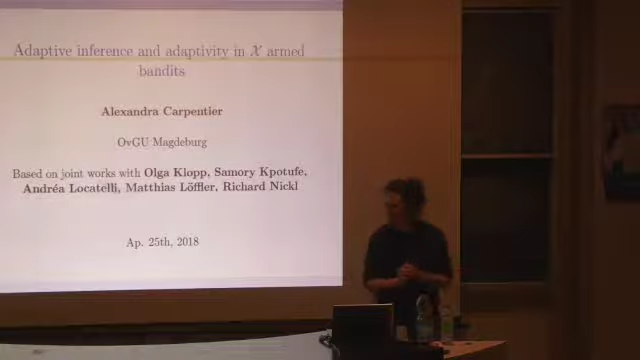 Adaptive inference and adaptivity in 𝒳 armed
bandits
Alexandra Carpentier
OvGU Magdeburg
Based on joint works with Olga Klopp, Samory Kpotufe,
Andréa Locatelli, Matthias Löffler, Richard Nickl
Ap. 25th, 2018